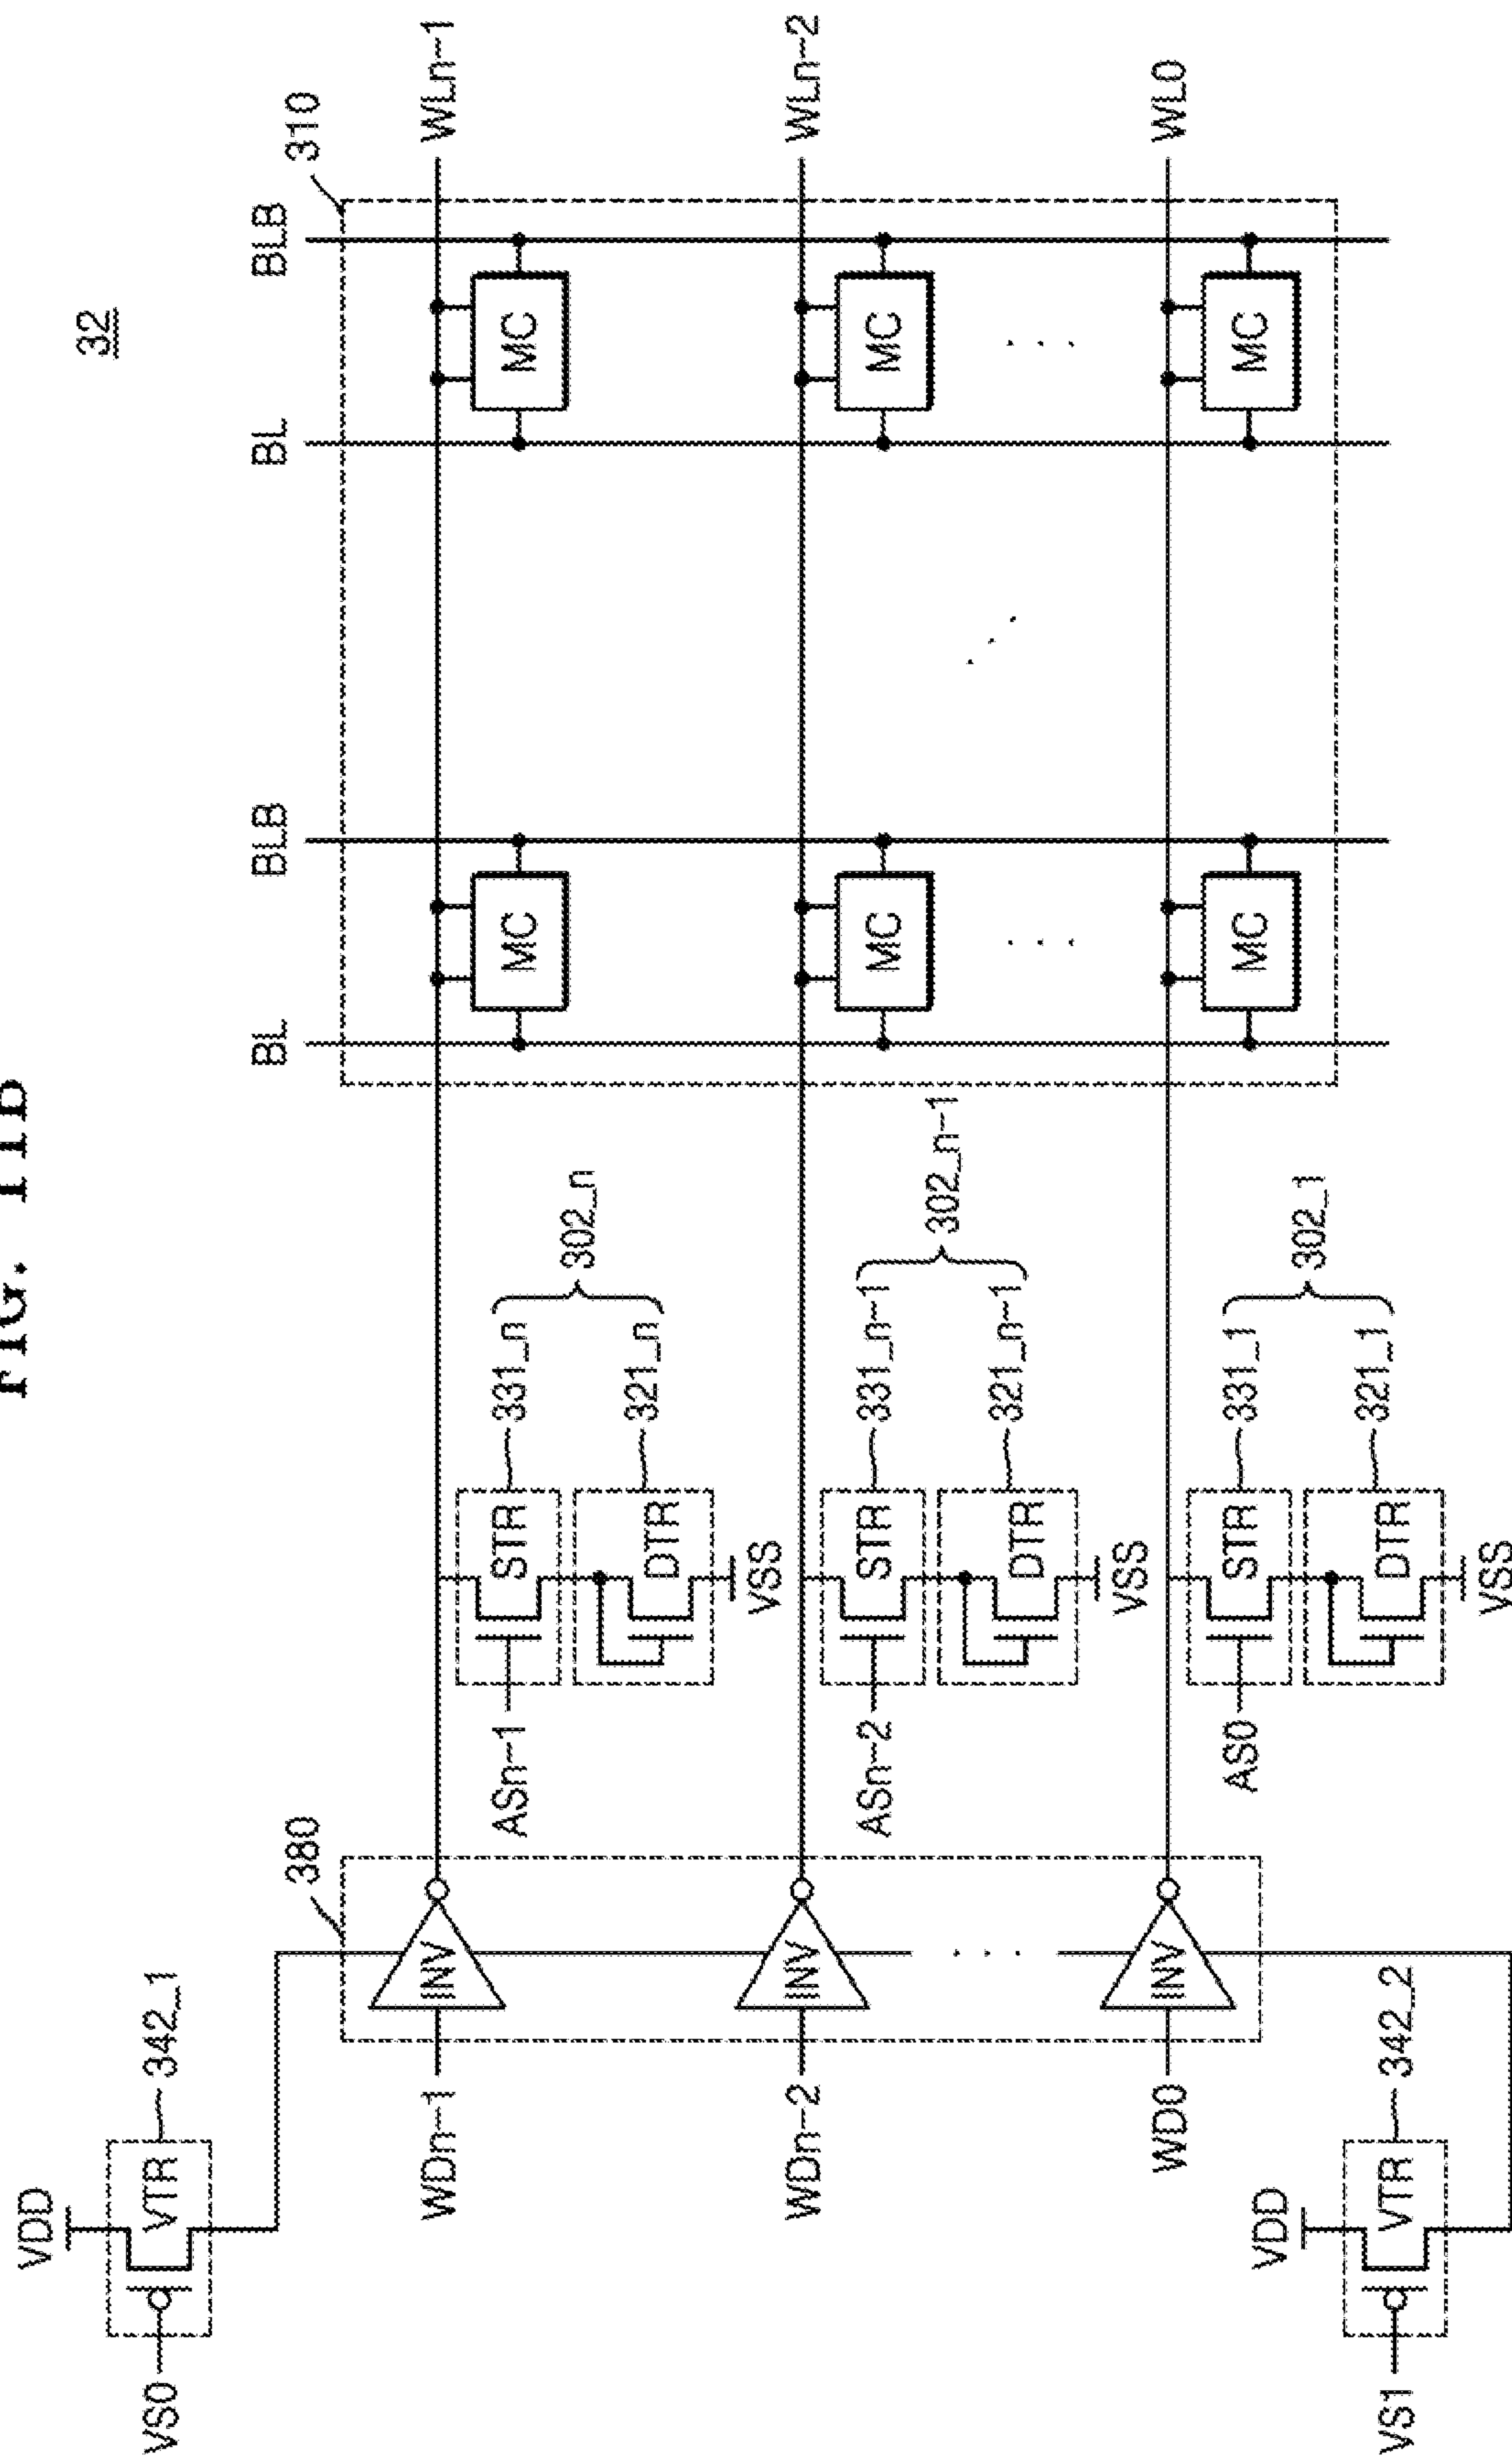 FIG.
VDD
32
VS0 VTR 342_1
BL BLB BL BLB
380 310
WDn-1 INV WLn-1
ASn-1 STR 331_n MC MC
302_n
DTR 321_n
VSS
WDn-2 INV WLn-2
ASn-2 STR 331_n-1 MC MC
302_n-1
DTR 321_n-1
VSS
WD0 INV WL0
AS0 STR 331_1 MC MC
VDD
302_1
DTR 321_1
VS1 VTR 342_2
VSS